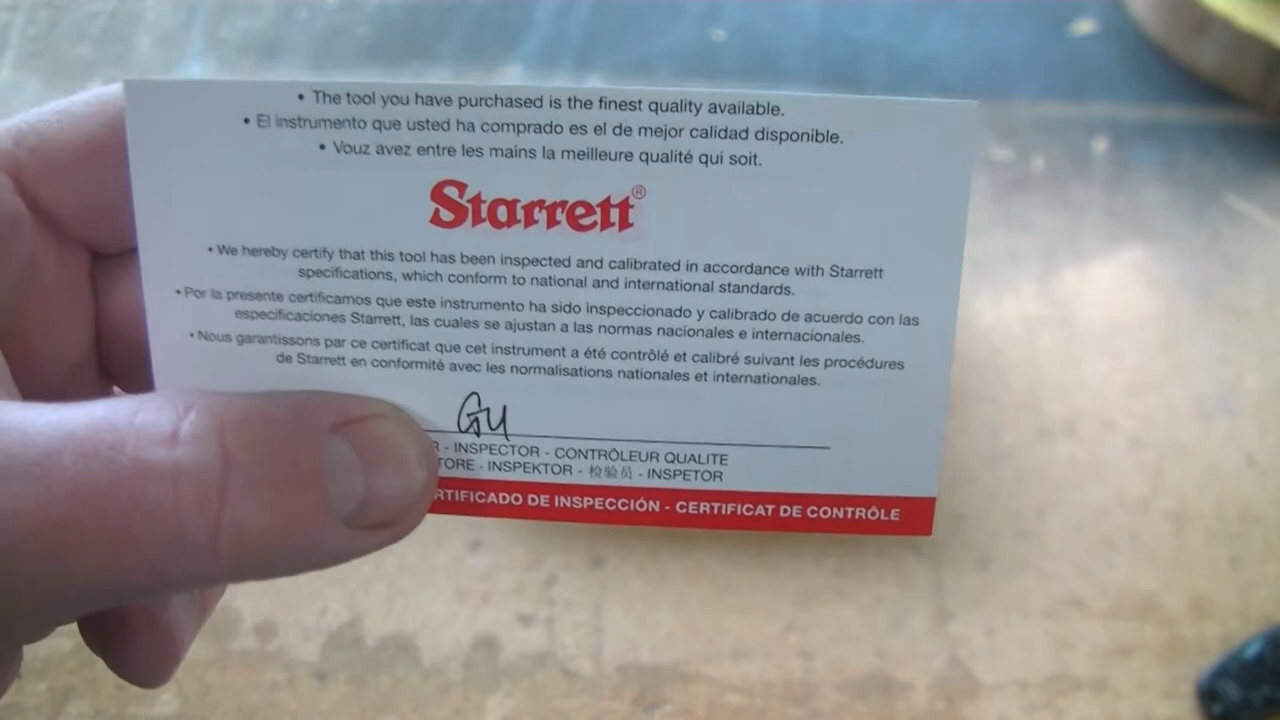 • The tool you have purchased is the finest quality available.
• El instrumento que usted ha comprado es el de mejor calidad disponible.
• Vouz avez entre les mains la meilleure qualité qui soit.
Starrett®
• We hereby certify that this tool has been inspected and calibrated in accordance with Starrett
specifications, which conform to national and international standards.
• Por la presente certificamos que este instrumento ha sido inspeccionado y calibrado de acuerdo con las
especificaciones Starrett, las cuales se ajustan a las normas nacionales e internacionales.
• Nous garantissons par ce certificat que cet instrument a été contrôlé et calibré suivant les procédures
de Starrett en conformité avec les normalisations nationales et internationales.
R - INSPECTOR - CONTRÔLEUR QUALITE
TORE - INSPEKTOR - 检验员 - INSPETOR
RTIFICADO DE INSPECCIÓN - CERTIFICAT DE CONTRÔLE